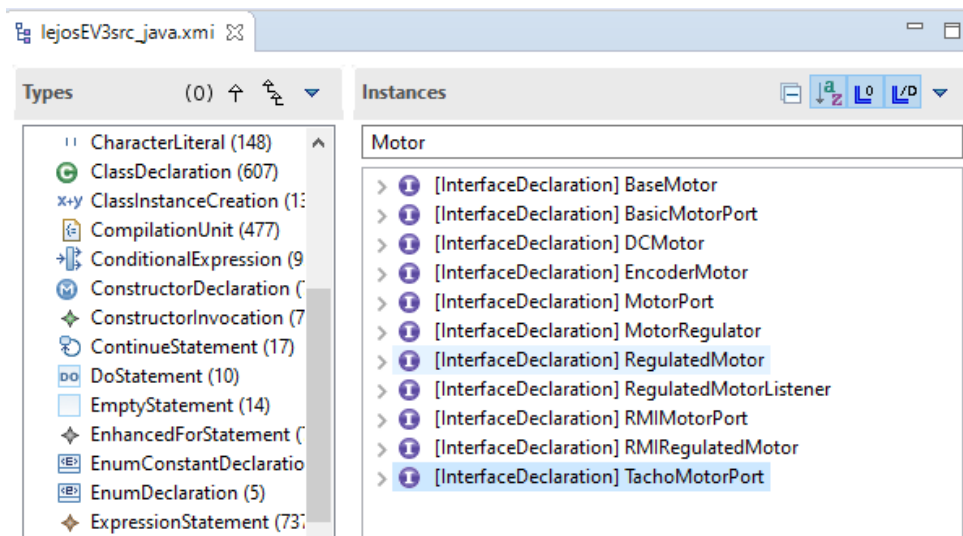 lejosEV3src_java.xmi
Types (0)
CharacterLiteral (148)
ClassDeclaration (607)
x+y ClassInstanceCreation (13
CompilationUnit (477)
ConditionalExpression (9
ConstructorDeclaration (
ConstructorInvocation (7
ContinueStatement (17)
DO DoStatement (10)
EmptyStatement (14)
EnhancedForStatement (
EnumConstantDeclaratio
EnumDeclaration (5)
ExpressionStatement (737
Instances
Motor
[InterfaceDeclaration] BaseMotor
[InterfaceDeclaration] BasicMotorPort
[InterfaceDeclaration] DCMotor
[InterfaceDeclaration] EncoderMotor
[InterfaceDeclaration] MotorPort
[InterfaceDeclaration] MotorRegulator
[InterfaceDeclaration] RegulatedMotor
[InterfaceDeclaration] RegulatedMotorListener
[InterfaceDeclaration] RMIMotorPort
[InterfaceDeclaration] RMIRegulatedMotor
[InterfaceDeclaration] TachoMotorPort